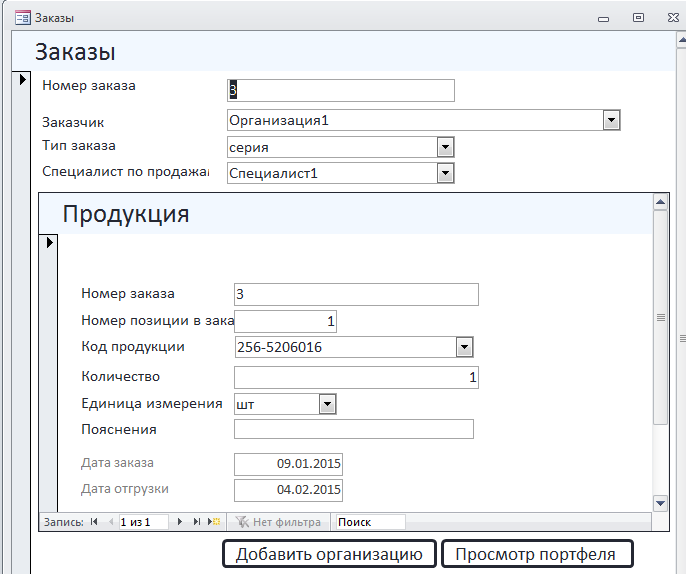 Заказы
Заказы
Номер заказа 3
Заказчик Организация1
Тип заказа серия
Специалист по продажа Специалист1
Продукция
Номер заказа 3
Номер позиции в зака 1
Код продукции 256-5206016
Количество 1
Единица измерения шт
Пояснения
Дата заказа 09.01.2015
Дата отгрузки 04.02.2015
Запись: 1 из 1 Нет фильтра Поиск
Добавить организацию Просмотр портфеля